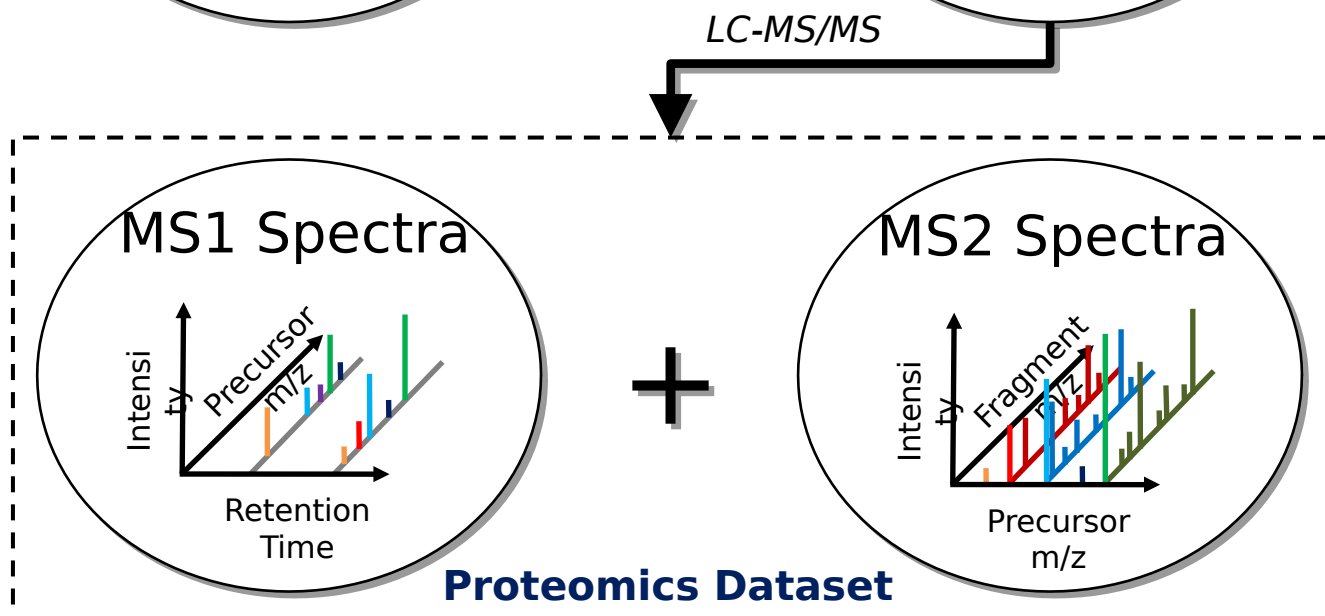 LC-MS/MS
MS1 Spectra
Intensi
ty
Precursor
m/z
Retention
Time
MS2 Spectra
Intensi
ty
Fragment
m/z
Precursor
m/z
Proteomics Dataset